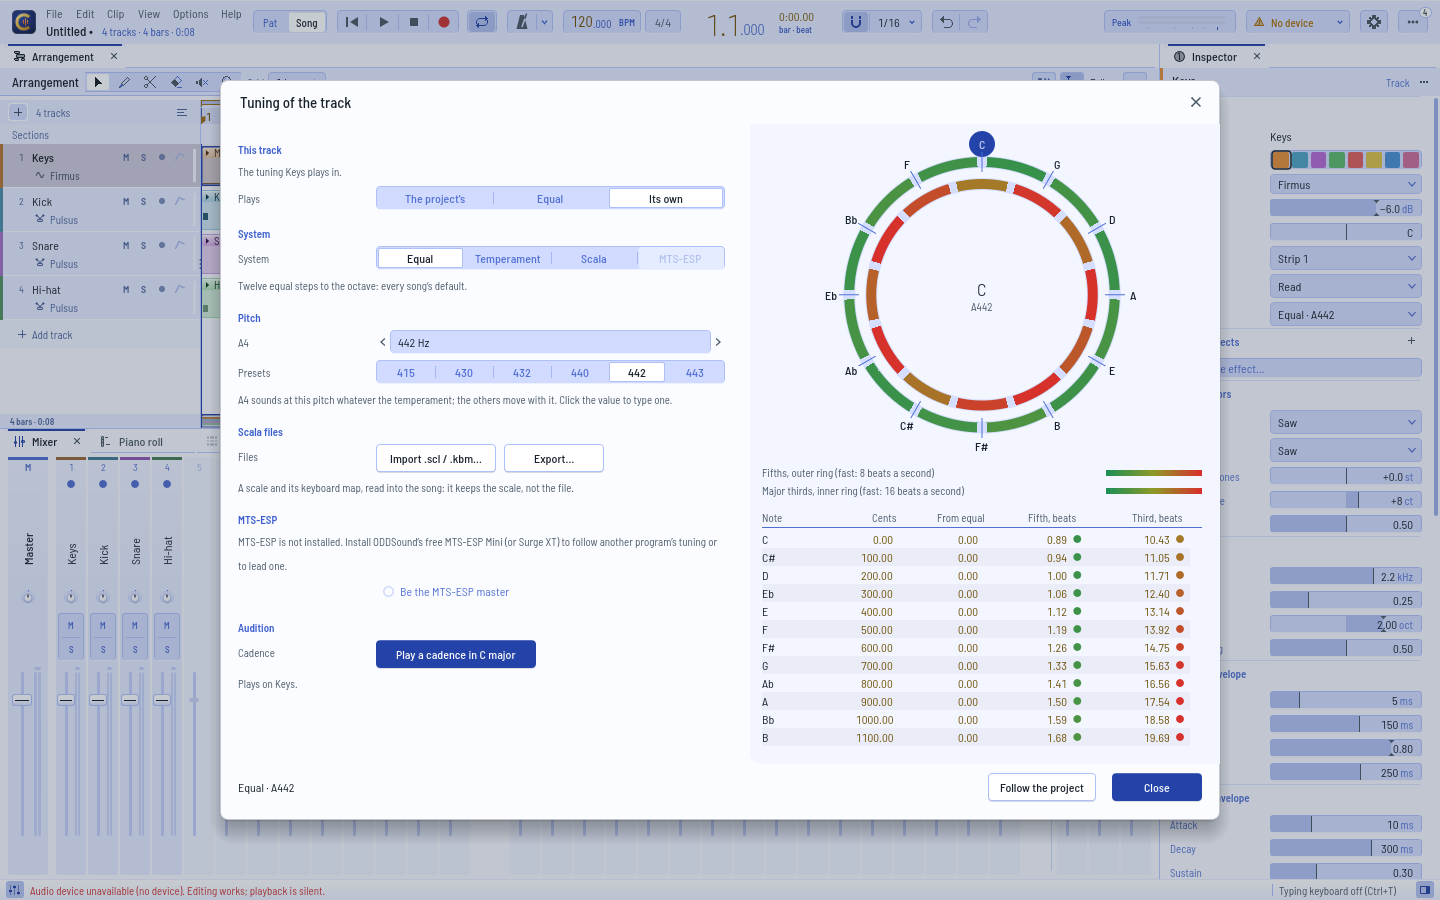 File Edit Clip View Options Help
Untitled • 4 tracks · 4 bars · 0:08
Pat Song
120.000 BPM 4/4
1.1.000 0:00.00
bar · beat
1/16
Peak
No device
4
Arrangement
Inspector
Arrangement
Track
4 tracks
1
Sections
1 Keys M S
Firmus
2 Kick M S
Pulsus
3 Snare M S
Pulsus
4 Hi-hat M S
Pulsus
Add track
4 bars · 0:08
Mixer Piano roll
M 1 2 3 4 5
Master Keys Kick Snare Hi-hat
M M M M
S S S S
Tuning of the track
This track
The tuning Keys plays in.
Plays The project's Equal Its own
System
System Equal Temperament Scala MTS-ESP
Twelve equal steps to the octave: every song's default.
Pitch
A4 442 Hz
Presets 415 430 432 440 442 443
A4 sounds at this pitch whatever the temperament; the others move with it. Click the value to type one.
Scala files
Files Import .scl / .kbm... Export...
A scale and its keyboard map, read into the song: it keeps the scale, not the file.
MTS-ESP
MTS-ESP is not installed. Install ODDSound's free MTS-ESP Mini (or Surge XT) to follow another program's tuning or
to lead one.
Be the MTS-ESP master
Audition
Cadence Play a cadence in C major
Plays on Keys.
Equal · A442
C
F G
Bb D
Eb A
Ab E
C# B
F#
C
A442
Fifths, outer ring (fast: 8 beats a second)
Major thirds, inner ring (fast: 16 beats a second)
Note Cents From equal Fifth, beats Third, beats
C 0.00 0.00 0.89 10.43
C# 100.00 0.00 0.94 11.05
D 200.00 0.00 1.00 11.71
Eb 300.00 0.00 1.06 12.40
E 400.00 0.00 1.12 13.14
F 500.00 0.00 1.19 13.92
F# 600.00 0.00 1.26 14.75
G 700.00 0.00 1.33 15.63
Ab 800.00 0.00 1.41 16.56
A 900.00 0.00 1.50 17.54
Bb 1000.00 0.00 1.59 18.58
B 1100.00 0.00 1.68 19.69
Follow the project Close
Keys
Firmus
−6.0 dB
C
Strip 1
Read
Equal · A442
effect...
Saw
Saw
+0.0 st
+8 ct
0.50
2.2 kHz
0.25
2.00 oct
0.50
5 ms
150 ms
0.80
250 ms
Attack 10 ms
Decay 300 ms
Sustain 0.30
Audio device unavailable (no device). Editing works; playback is silent.
Typing keyboard off (Ctrl+T)